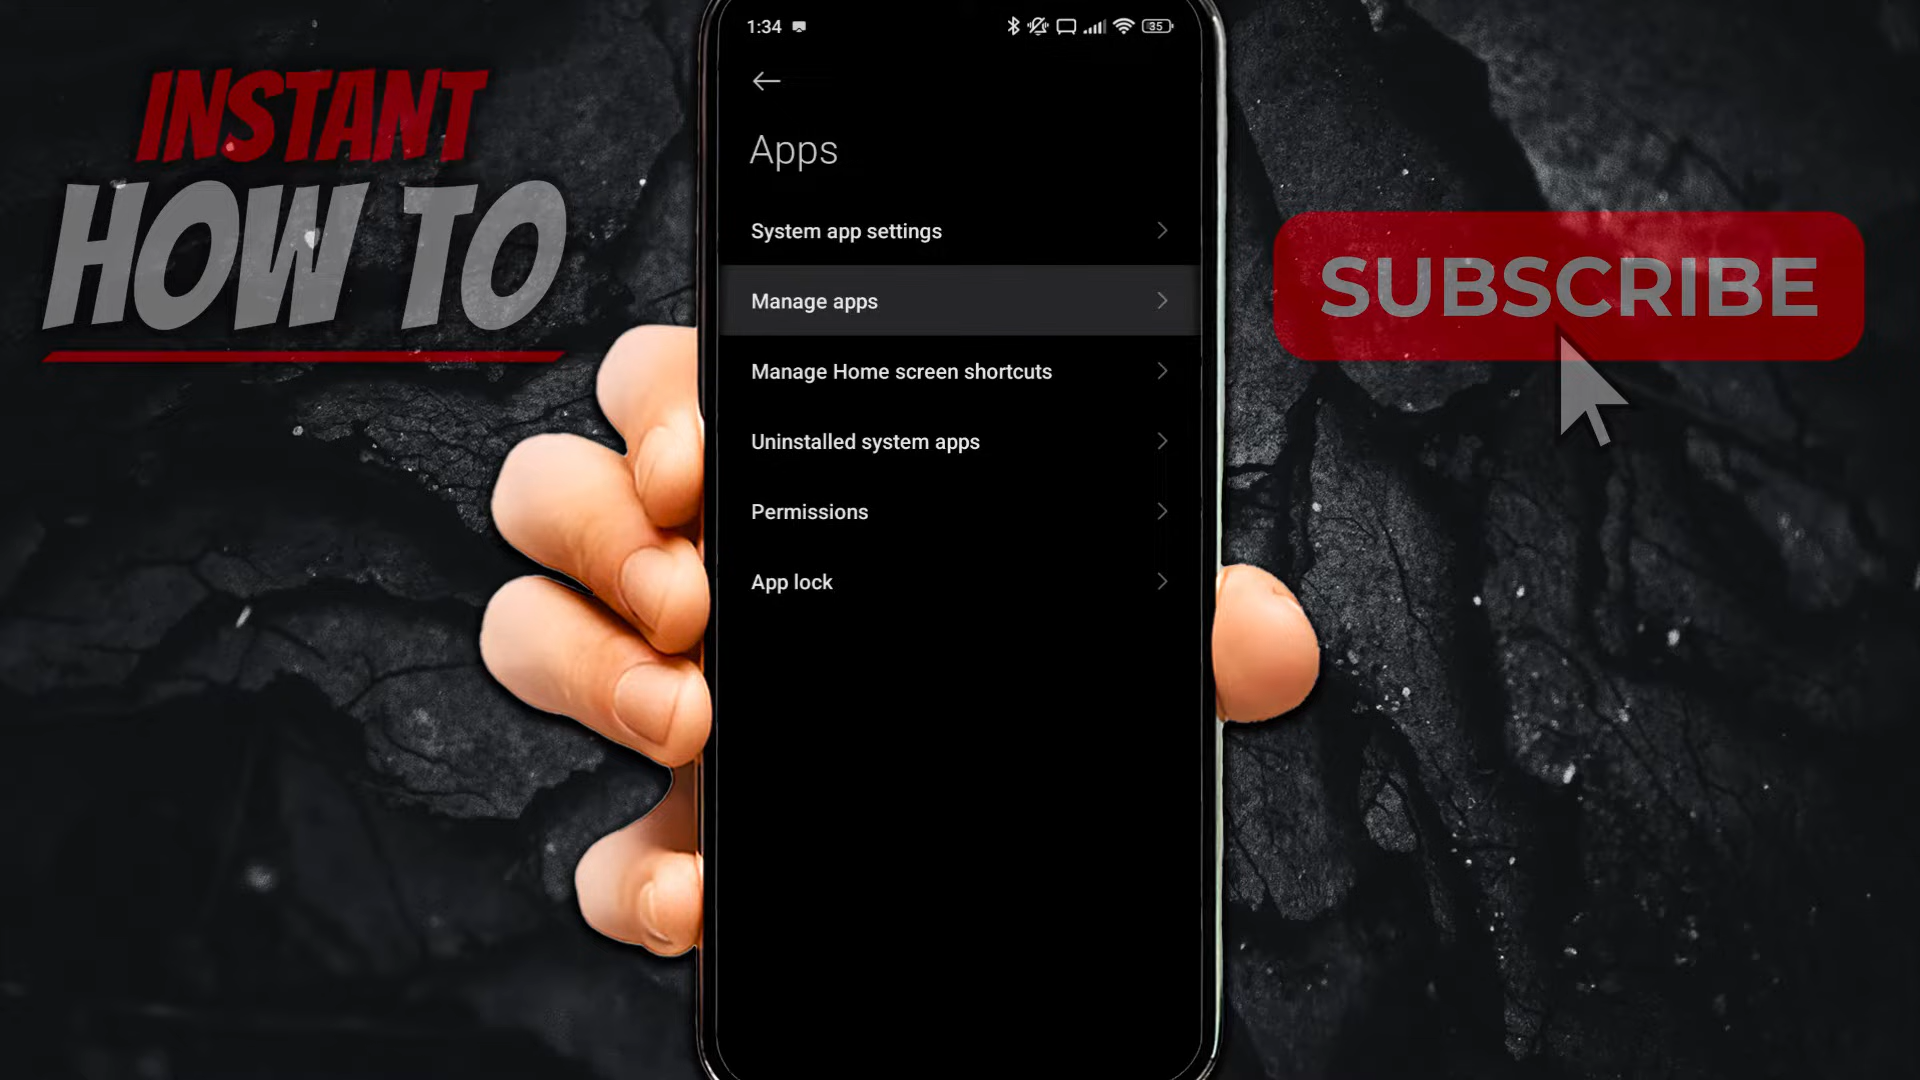 INSTANT
HOW TO
1:34
35
Apps
System app settings
Manage apps
Manage Home screen shortcuts
Uninstalled system apps
Permissions
App lock
SUBSCRIBE